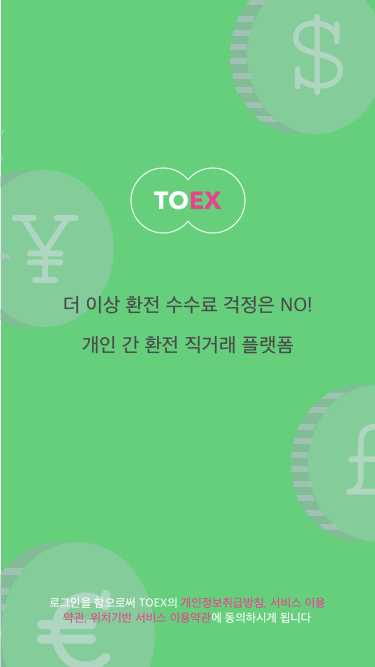 $
¥
TOEX
더 이상 환전 수수료 걱정은 NO!
개인 간 환전 직거래 플랫폼
£
€
로그인을 함으로써 TOEX의 개인정보취급방침, 서비스 이용
약관, 위치기반 서비스 이용약관에 동의하시게 됩니다